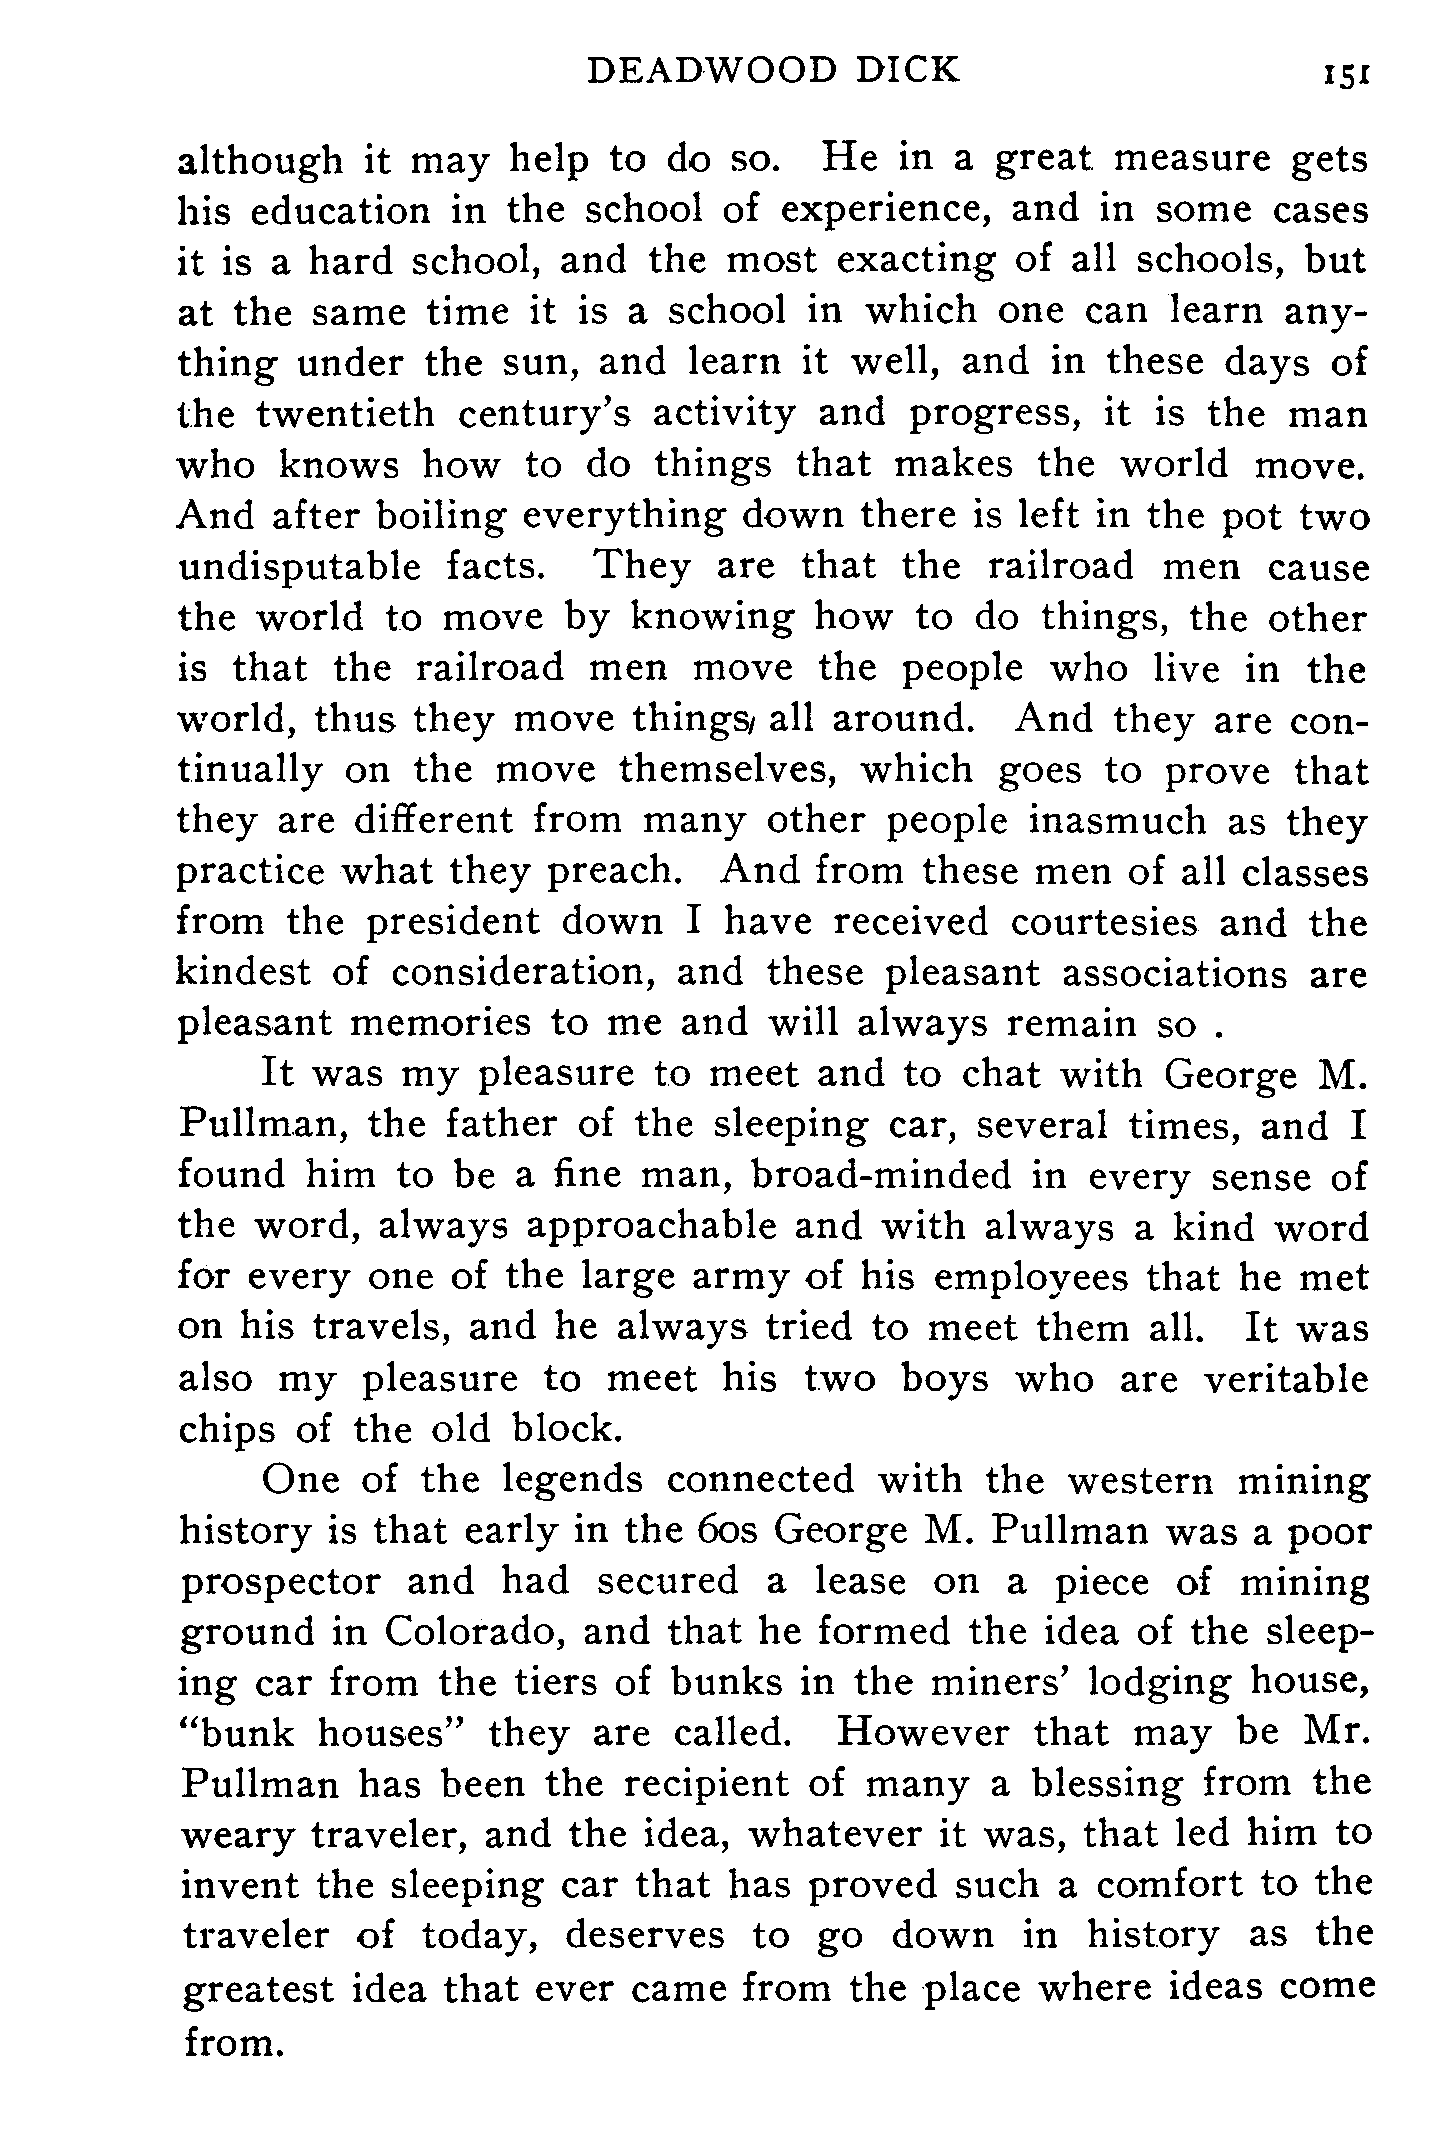 DEADWOOD DICK 151
although it may help to do so. He in a great measure gets
his education in the school of experience, and in some cases
it is a hard school, and the most exacting of all schools, but
at the same time it is a school in which one can learn any-
thing under the sun, and learn it well, and in these days of
the twentieth century's activity and progress, it is the man
who knows how to do things that makes the world move.
And after boiling everything down there is left in the pot two
undisputable facts. They are that the railroad men cause
the world to move by knowing how to do things, the other
is that the railroad men move the people who live in the
world, thus they move things, all around. And they are con-
tinually on the move themselves, which goes to prove that
they are different from many other people inasmuch as they
practice what they preach. And from these men of all classes
from the president down I have received courtesies and the
kindest of consideration, and these pleasant associations are
pleasant memories to me and will always remain so .
It was my pleasure to meet and to chat with George M.
Pullman, the father of the sleeping car, several times, and I
found him to be a fine man, broad-minded in every sense of
the word, always approachable and with always a kind word
for every one of the large army of his employees that he met
on his travels, and he always tried to meet them all. It was
also my pleasure to meet his two boys who are veritable
chips of the old block.
One of the legends connected with the western mining
history is that early in the 60s George M. Pullman was a poor
prospector and had secured a lease on a piece of mining
ground in Colorado, and that he formed the idea of the sleep-
ing car from the tiers of bunks in the miners' lodging house,
"bunk houses" they are called. However that may be Mr.
Pullman has been the recipient of many a blessing from the
weary traveler, and the idea, whatever it was, that led him to
invent the sleeping car that has proved such a comfort to the
traveler of today, deserves to go down in history as the
greatest idea that ever came from the place where ideas come
from.